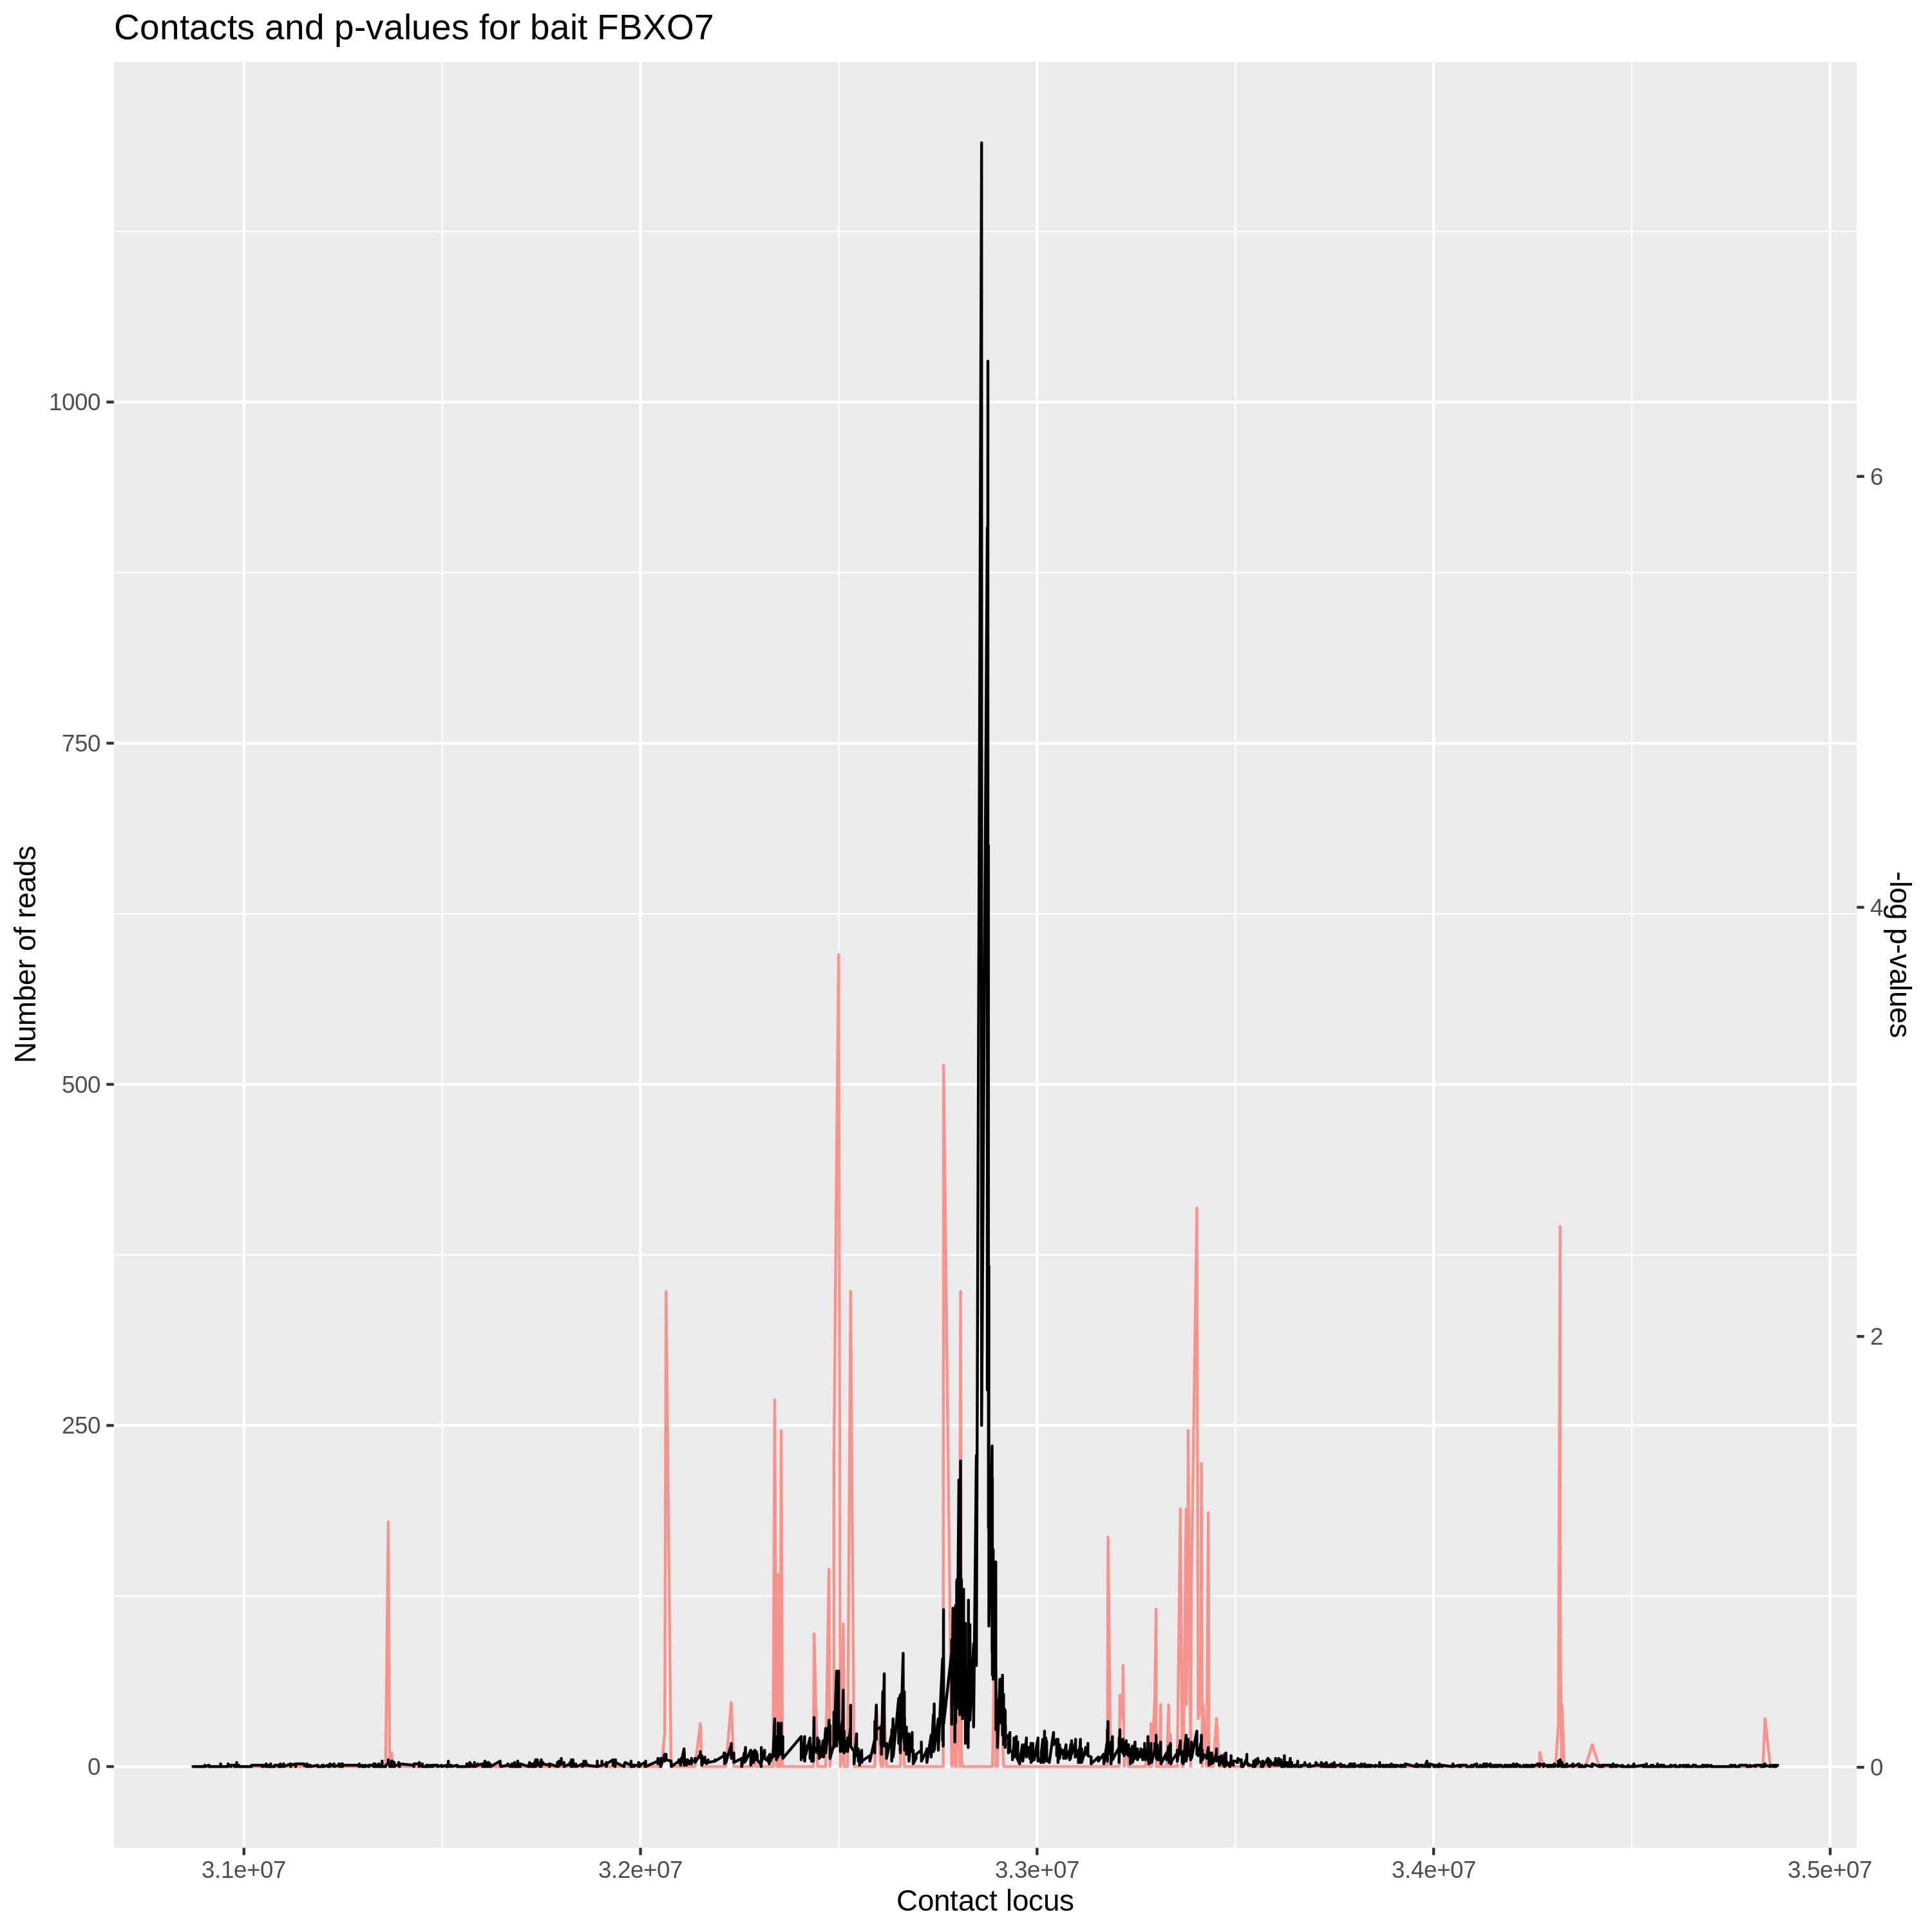 Contacts and p-values for bait FBXO7
Number of reads
1000
750
500
250
0
6
4
2
0
-log p-values
3.1e+07
3.2e+07
3.3e+07
3.4e+07
3.5e+07
Contact locus